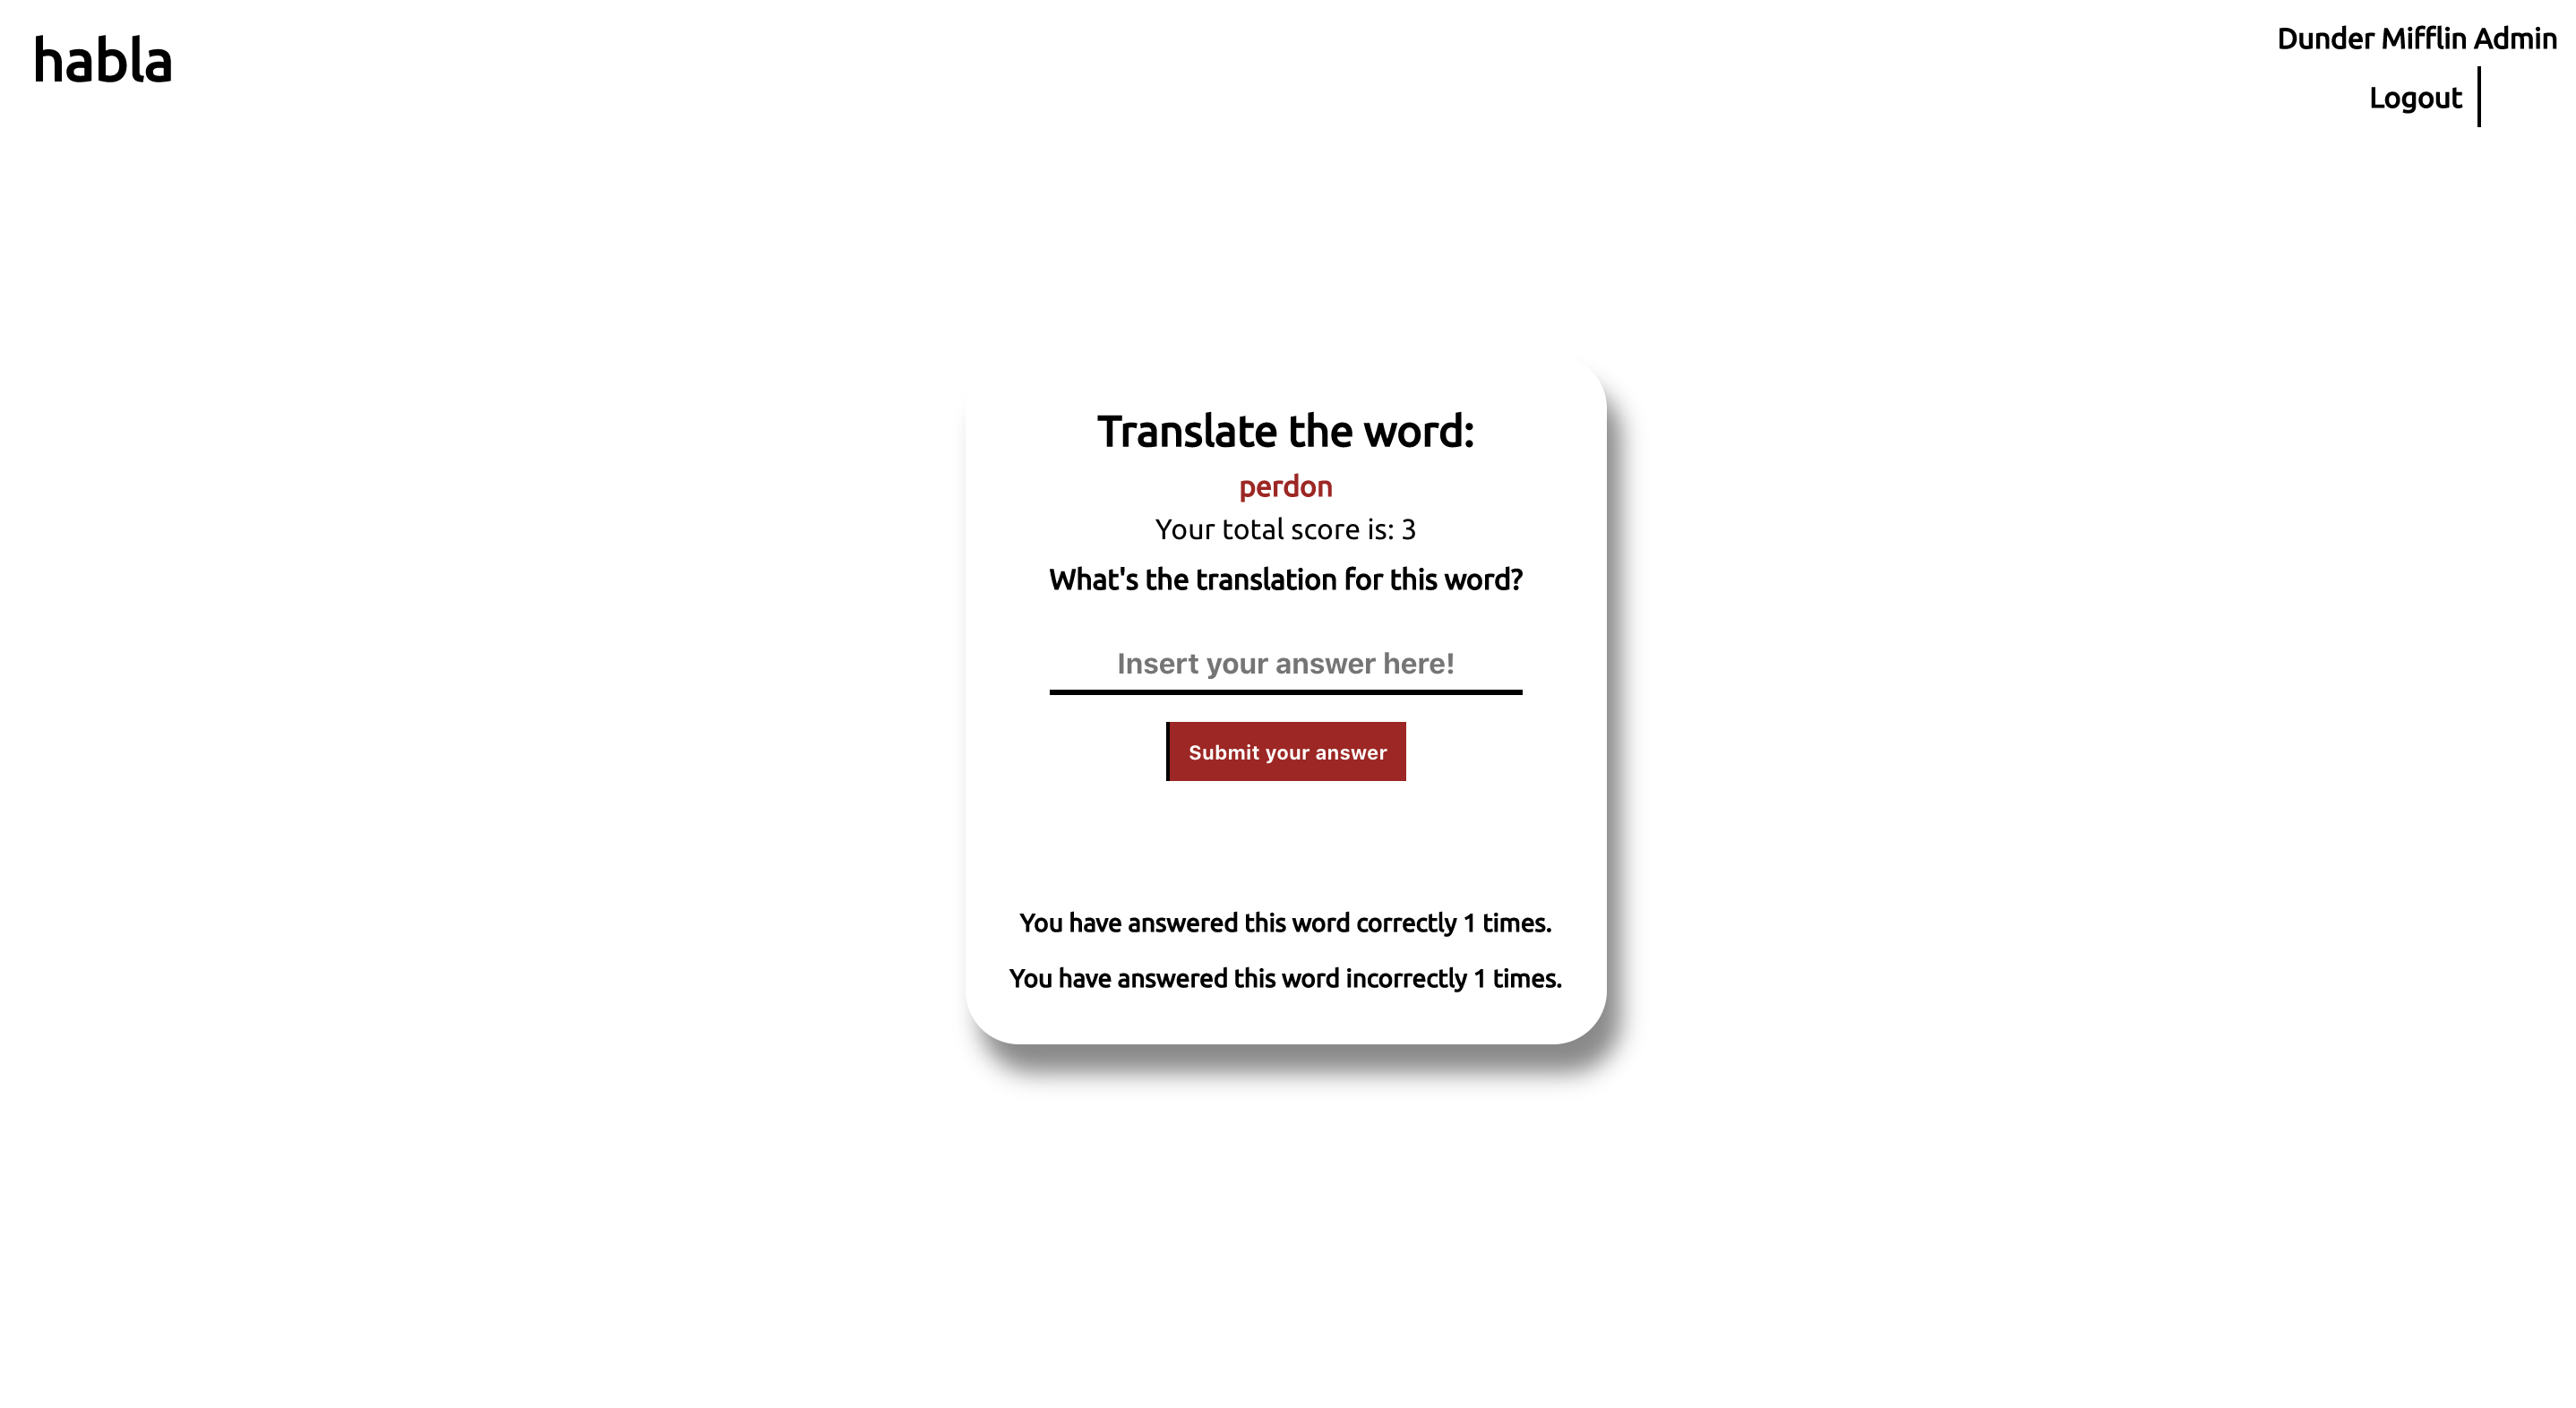 habla
Dunder Mifflin Admin
Logout
Translate the word:
perdon
Your total score is: 3
What's the translation for this word?
Insert your answer here!
Submit your answer
You have answered this word correctly 1 times.
You have answered this word incorrectly 1 times.